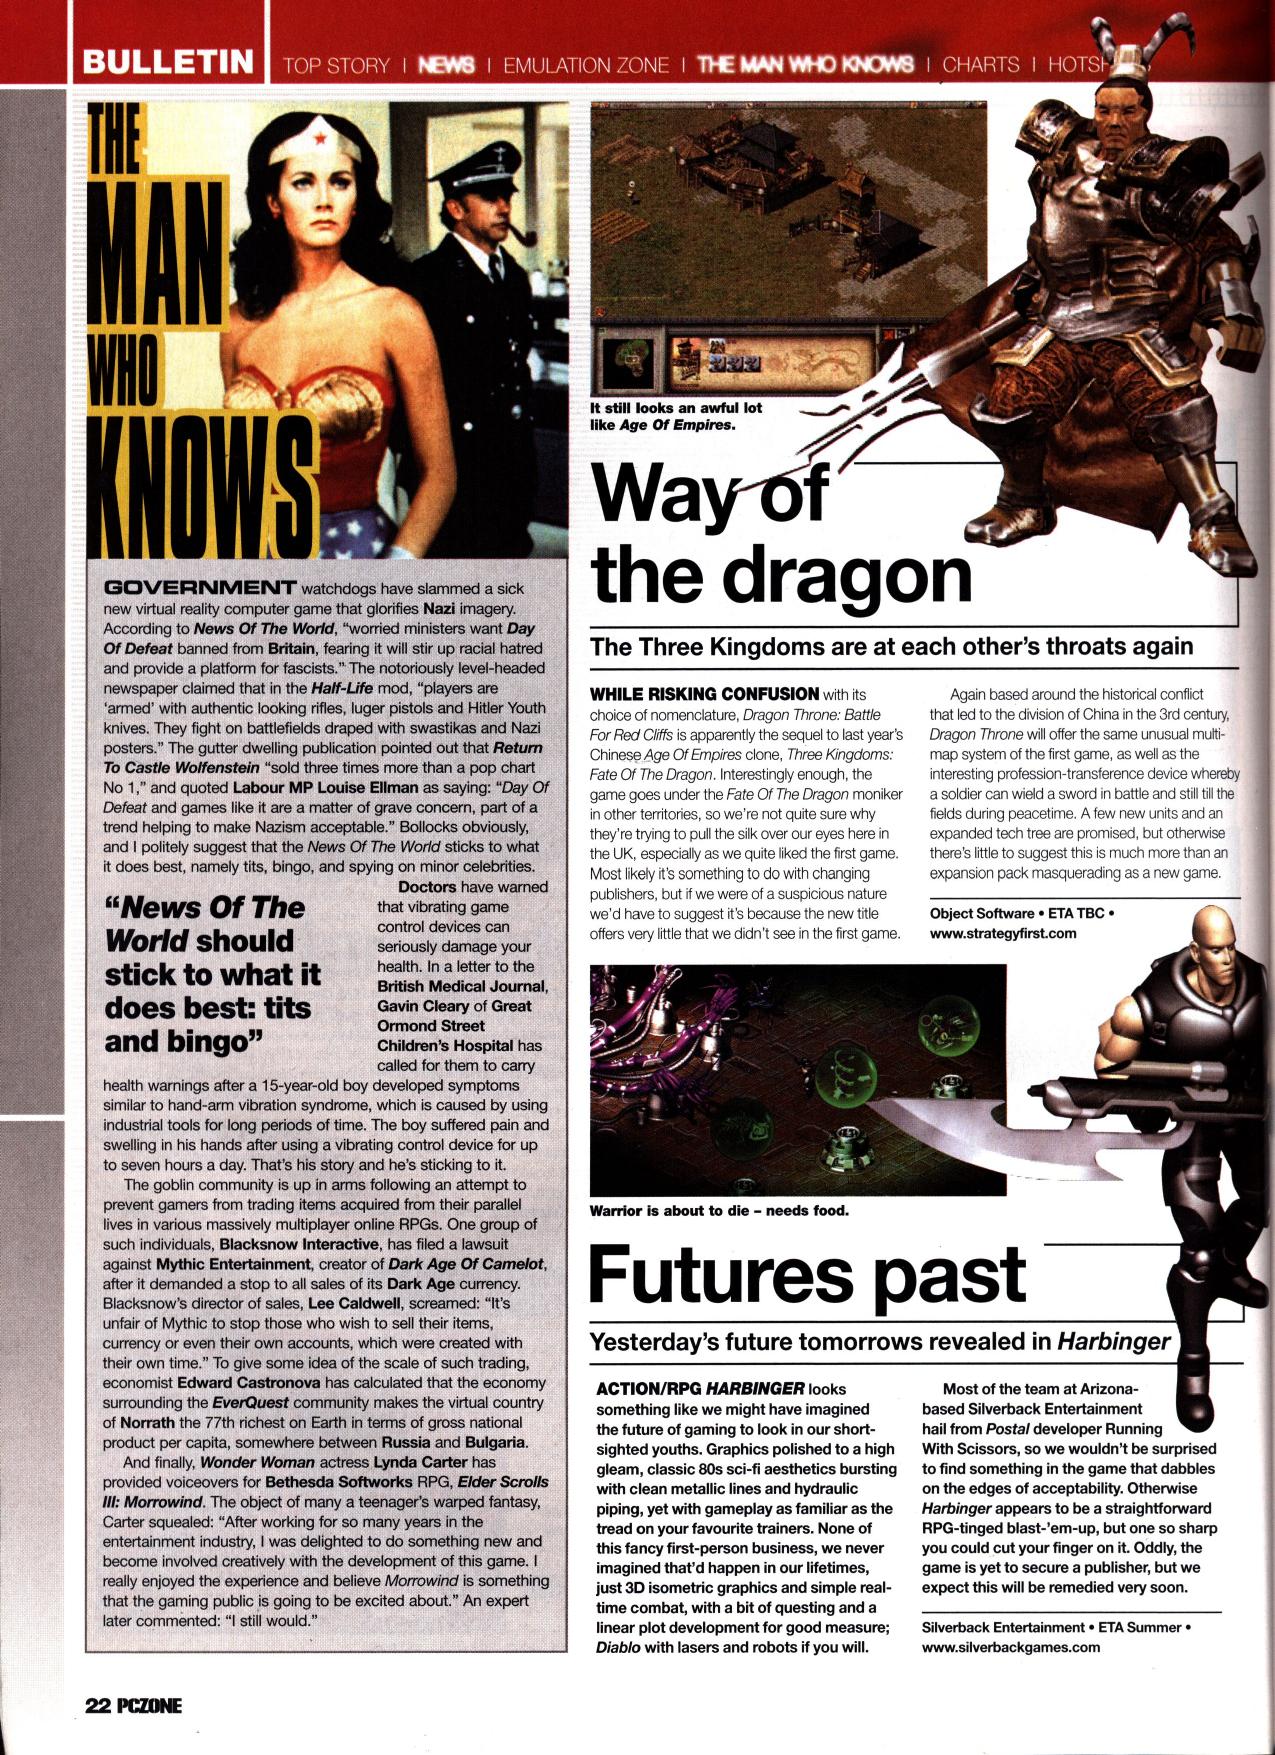 BULLETIN
TOP STORY | NEWS | EMULATION ZONE | THE MAN WHO KNOWS | CHARTS | HOTSH
THE
MAN
WHO
KNOWS
GOVERNMENT watchdogs have slammed a sick
new virtual reality computer game that glorifies Nazi imagery.
According to News Of The World, “worried ministers want Day
Of Defeat banned from Britain, fearing it will stir up racial hatred
and provide a platform for fascists.” The notoriously level-headed
newspaper claimed that in the Half-Life mod, “players are
‘armed’ with authentic looking rifles, luger pistols and Hitler Youth
knives. They fight on battlefields draped with swastikas and Nazi
posters.” The gutter dwelling publication pointed out that Return
To Castle Wolfenstein “sold three times more than a pop chart
No 1,” and quoted Labour MP Louise Ellman as saying: “Day Of
Defeat and games like it are a matter of grave concern, part of a
trend helping to make Nazism acceptable.” Bollocks obviously,
and I politely suggest that the News Of The World sticks to what
it does best, namely tits, bingo, and spying on minor celebrities.
“News Of The
World should
stick to what it
does best: tits
and bingo”
Doctors have warned
that vibrating game
control devices can
seriously damage your
health. In a letter to the
British Medical Journal,
Gavin Cleary of Great
Ormond Street
Children’s Hospital has
called for them to carry
health warnings after a 15-year-old boy developed symptoms
similar to hand-arm vibration syndrome, which is caused by using
industrial tools for long periods of time. The boy suffered pain and
swelling in his hands after using a vibrating control device for up
to seven hours a day. That’s his story and he’s sticking to it.
The goblin community is up in arms following an attempt to
prevent gamers from trading items acquired from their parallel
lives in various massively multiplayer online RPGs. One group of
such individuals, Blacksnow Interactive, has filed a lawsuit
against Mythic Entertainment, creator of Dark Age Of Camelot,
after it demanded a stop to all sales of its Dark Age currency.
Blacksnow’s director of sales, Lee Caldwell, screamed: “It’s
unfair of Mythic to stop those who wish to sell their items,
currency or even their own accounts, which were created with
their own time.” To give some idea of the scale of such trading,
economist Edward Castronova has calculated that the economy
surrounding the EverQuest community makes the virtual country
of Norrath the 77th richest on Earth in terms of gross national
product per capita, somewhere between Russia and Bulgaria.
And finally, Wonder Woman actress Lynda Carter has
provided voiceovers for Bethesda Softworks RPG, Elder Scrolls
III: Morrowind. The object of many a teenager’s warped fantasy,
Carter squealed: “After working for so many years in the
entertainment industry, I was delighted to do something new and
become involved creatively with the development of this game. I
really enjoyed the experience and believe Morrowind is something
that the gaming public is going to be excited about.” An expert
later commented: “I still would.”
It still looks an awful lot
like Age Of Empires.
Way of
the dragon
The Three Kingdoms are at each other’s throats again
WHILE RISKING CONFUSION with its
choice of nomenclature, Dragon Throne: Battle
For Red Cliffs is apparently the sequel to last year’s
Chinese Age Of Empires clone, Three Kingdoms:
Fate Of The Dragon. Interestingly enough, the
game goes under the Fate Of The Dragon moniker
in other territories, so we’re not quite sure why
they’re trying to pull the silk over our eyes here in
the UK, especially as we quite liked the first game.
Most likely it’s something to do with changing
publishers, but if we were of a suspicious nature
we’d have to suggest it’s because the new title
offers very little that we didn’t see in the first game.
Again based around the historical conflict
that led to the division of China in the 3rd century,
Dragon Throne will offer the same unusual multi-
map system of the first game, as well as the
interesting profession-transference device whereby
a soldier can wield a sword in battle and still till the
fields during peacetime. A few new units and an
expanded tech tree are promised, but otherwise
there’s little to suggest this is much more than an
expansion pack masquerading as a new game.
Object Software • ETA TBC •
www.strategyfirst.com
Warrior is about to die – needs food.
Futures past
Yesterday’s future tomorrows revealed in Harbinger
ACTION/RPG HARBINGER looks
something like we might have imagined
the future of gaming to look in our short-
sighted youths. Graphics polished to a high
gleam, classic 80s sci-fi aesthetics bursting
with clean metallic lines and hydraulic
piping, yet with gameplay as familiar as the
tread on your favourite trainers. None of
this fancy first-person business, we never
imagined that’d happen in our lifetimes,
just 3D isometric graphics and simple real-
time combat, with a bit of questing and a
linear plot development for good measure;
Diablo with lasers and robots if you will.
Most of the team at Arizona-
based Silverback Entertainment
hail from Postal developer Running
With Scissors, so we wouldn’t be surprised
to find something in the game that dabbles
on the edges of acceptability. Otherwise
Harbinger appears to be a straightforward
RPG-tinged blast-’em-up, but one so sharp
you could cut your finger on it. Oddly, the
game is yet to secure a publisher, but we
expect this will be remedied very soon.
Silverback Entertainment • ETA Summer •
www.silverbackgames.com
22 PCZONE